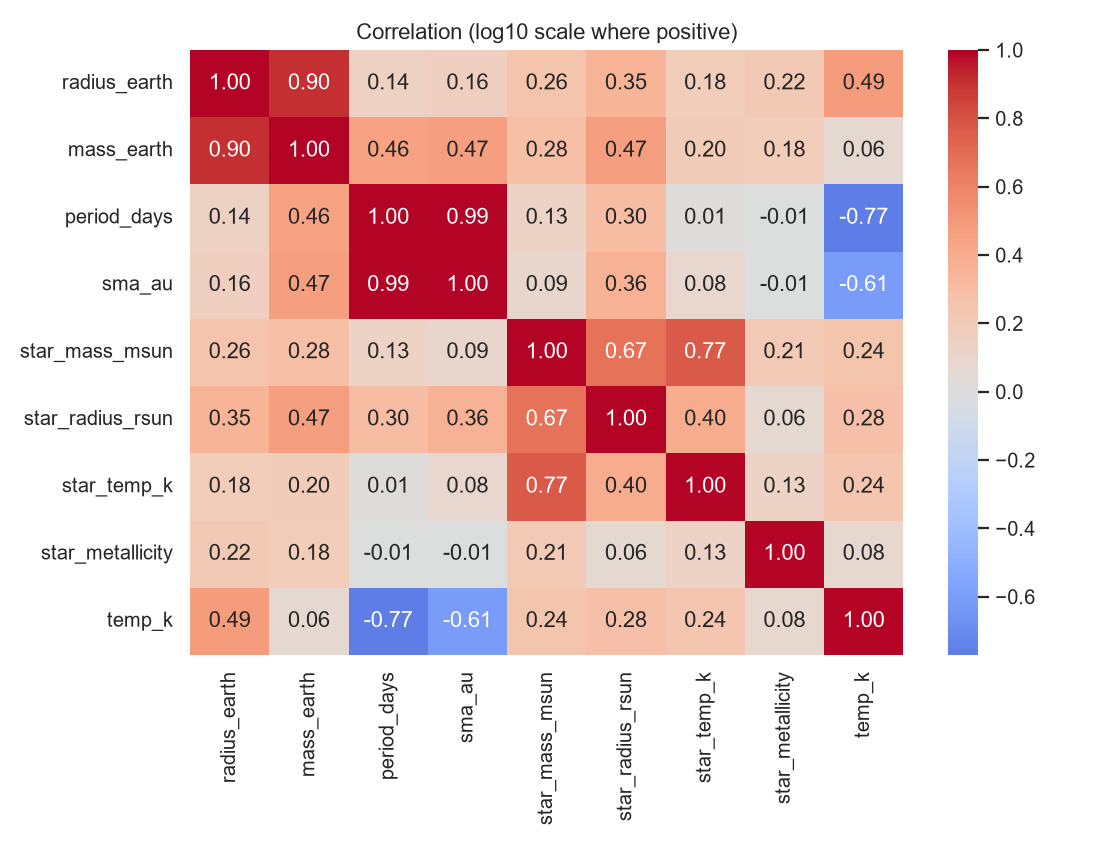 Correlation (log10 scale where positive)
radius_earth 1.00 0.90 0.14 0.16 0.26 0.35 0.18 0.22 0.49
mass_earth 0.90 1.00 0.46 0.47 0.28 0.47 0.20 0.18 0.06
period_days 0.14 0.46 1.00 0.99 0.13 0.30 0.01 -0.01 -0.77
sma_au 0.16 0.47 0.99 1.00 0.09 0.36 0.08 -0.01 -0.61
star_mass_msun 0.26 0.28 0.13 0.09 1.00 0.67 0.77 0.21 0.24
star_radius_rsun 0.35 0.47 0.30 0.36 0.67 1.00 0.40 0.06 0.28
star_temp_k 0.18 0.20 0.01 0.08 0.77 0.40 1.00 0.13 0.24
star_metallicity 0.22 0.18 -0.01 -0.01 0.21 0.06 0.13 1.00 0.08
temp_k 0.49 0.06 -0.77 -0.61 0.24 0.28 0.24 0.08 1.00
radius_earth
mass_earth
period_days
sma_au
star_mass_msun
star_radius_rsun
star_temp_k
star_metallicity
temp_k
1.0
0.8
0.6
0.4
0.2
0.0
−0.2
−0.4
−0.6